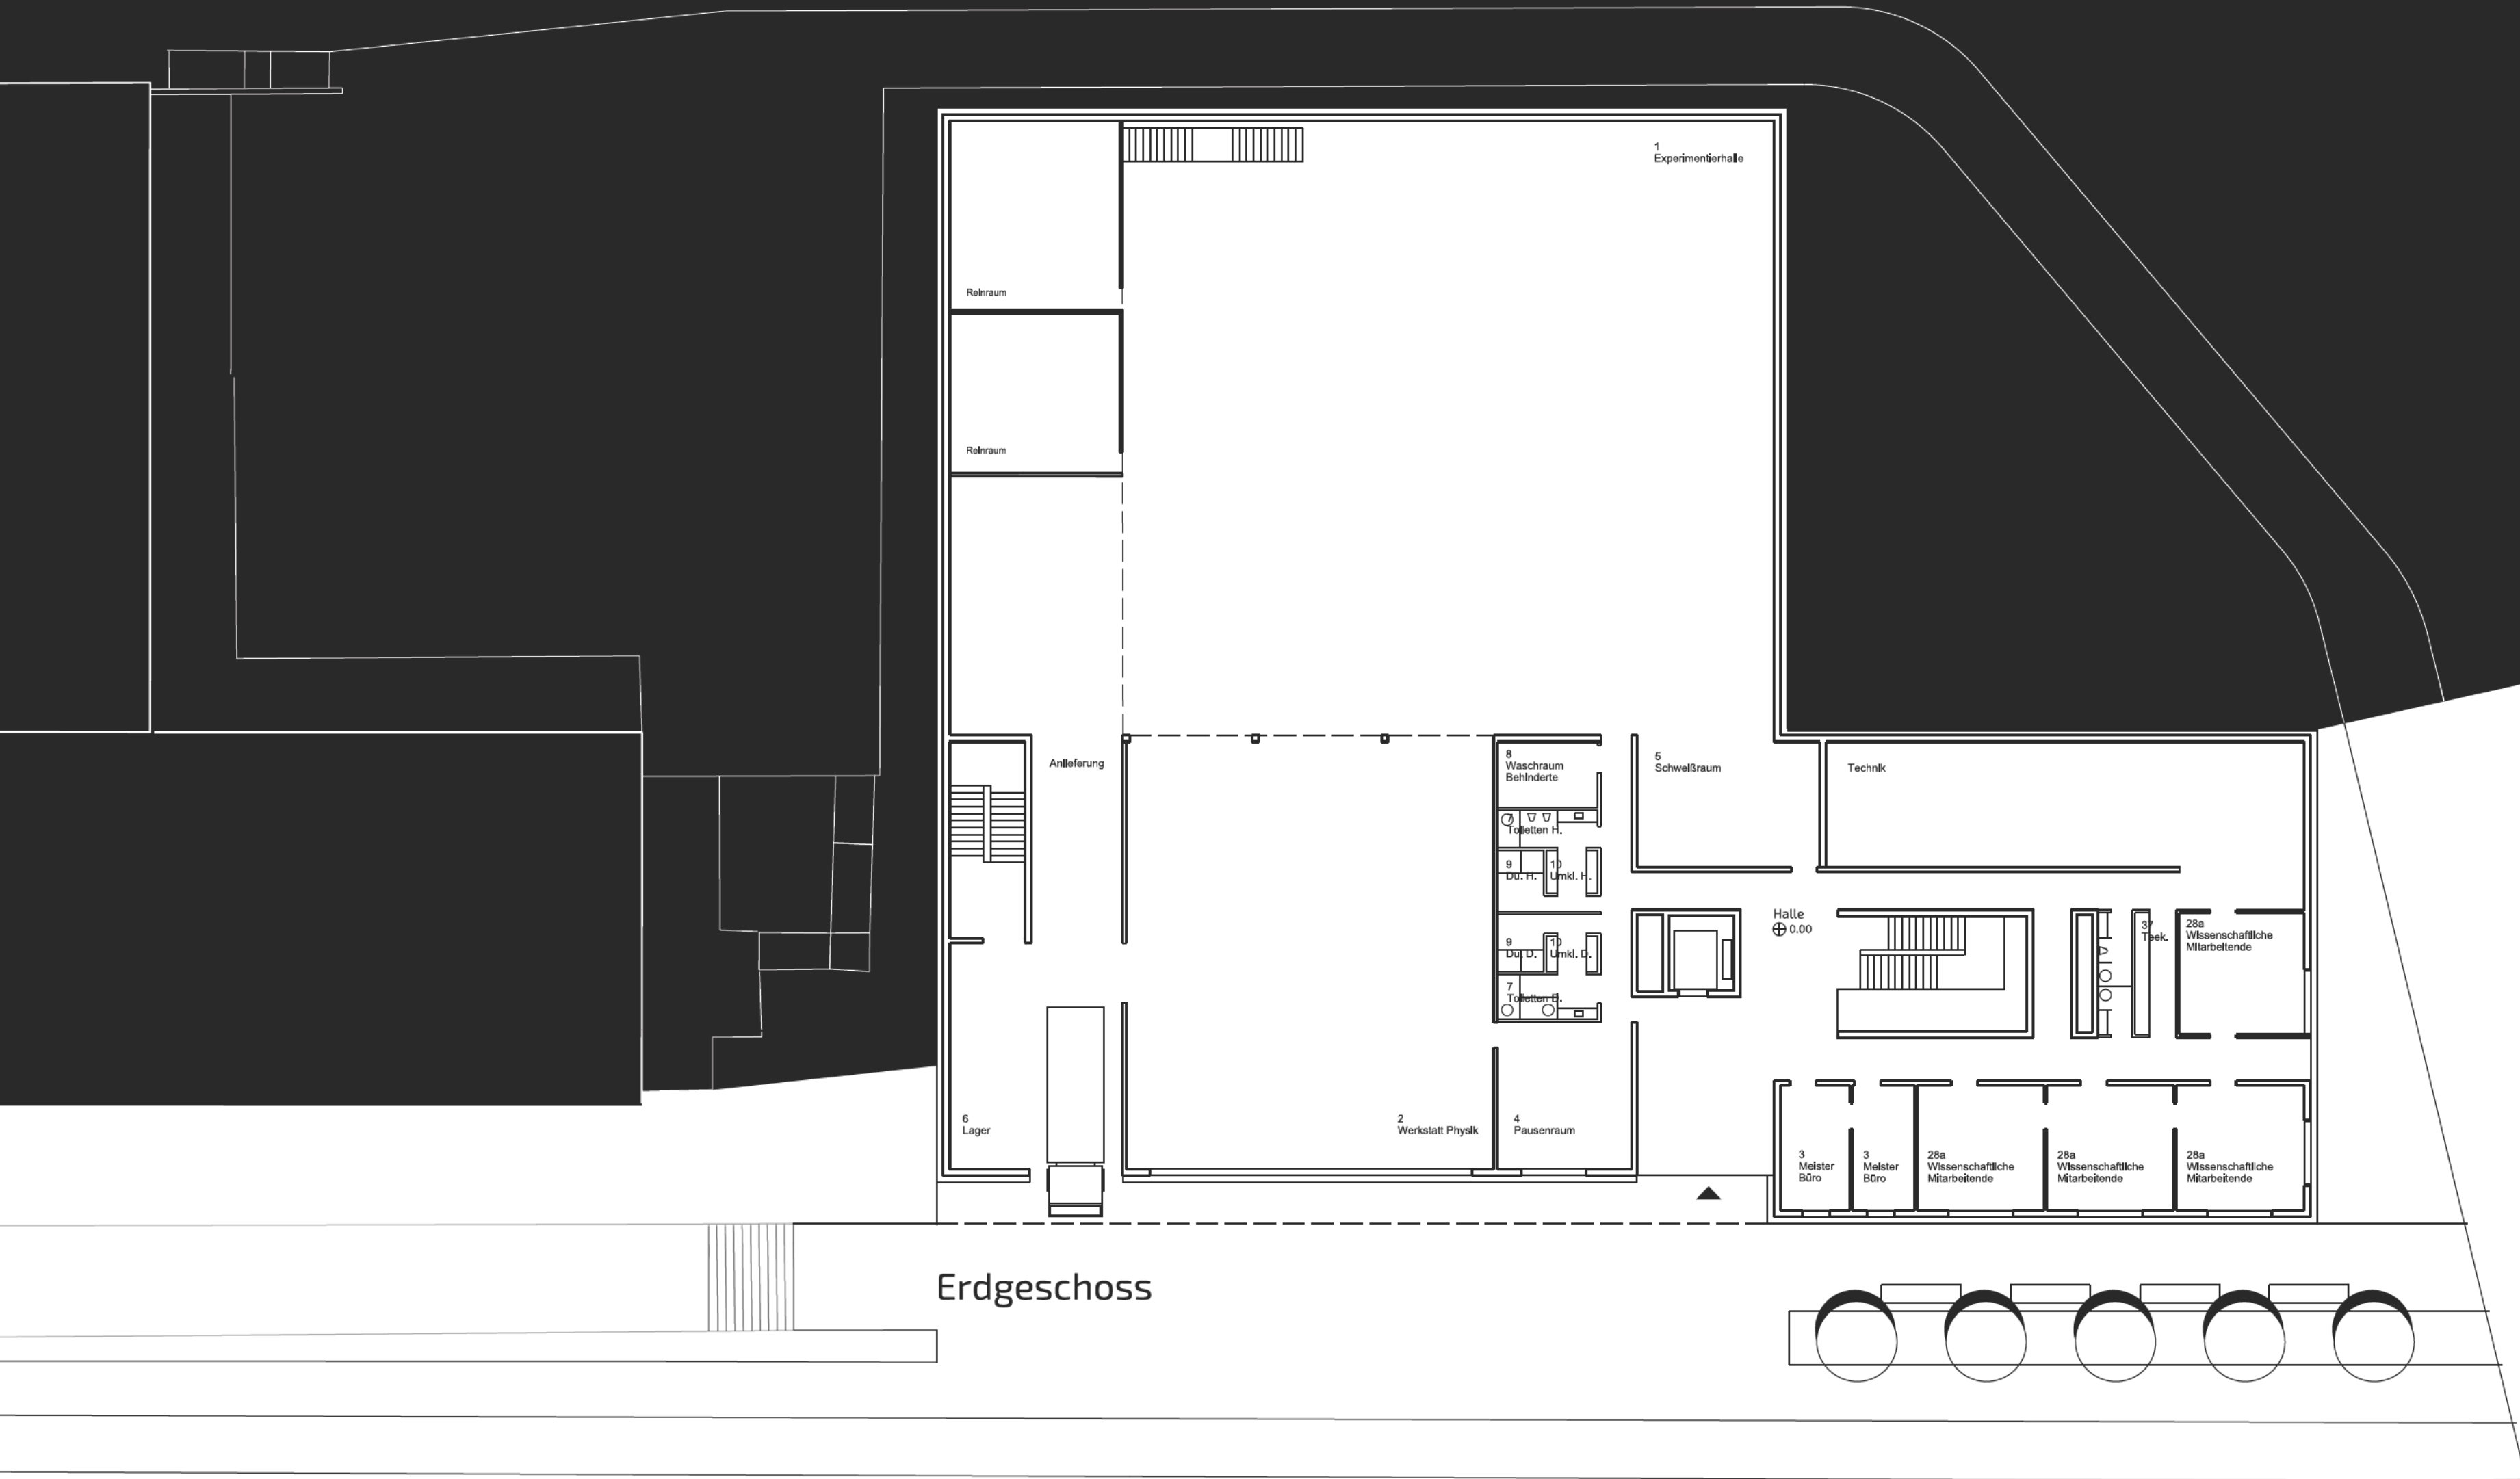 1
Experimentierhalle
Reinraum
Reinraum
Anlieferung
8
Waschraum
Behinderte
5
Schweißraum
Technik
7
Toiletten H.
9
Du. H.
10
Umkl. H.
Halle
0.00
37
Teek.
28a
Wissenschaftliche
Mitarbeitende
9
Du. D.
10
Umkl. D.
7
Toiletten D.
6
Lager
2
Werkstatt Physik
4
Pausenraum
3
Meister
Büro
3
Meister
Büro
28a
Wissenschaftliche
Mitarbeitende
28a
Wissenschaftliche
Mitarbeitende
28a
Wissenschaftliche
Mitarbeitende
Erdgeschoss